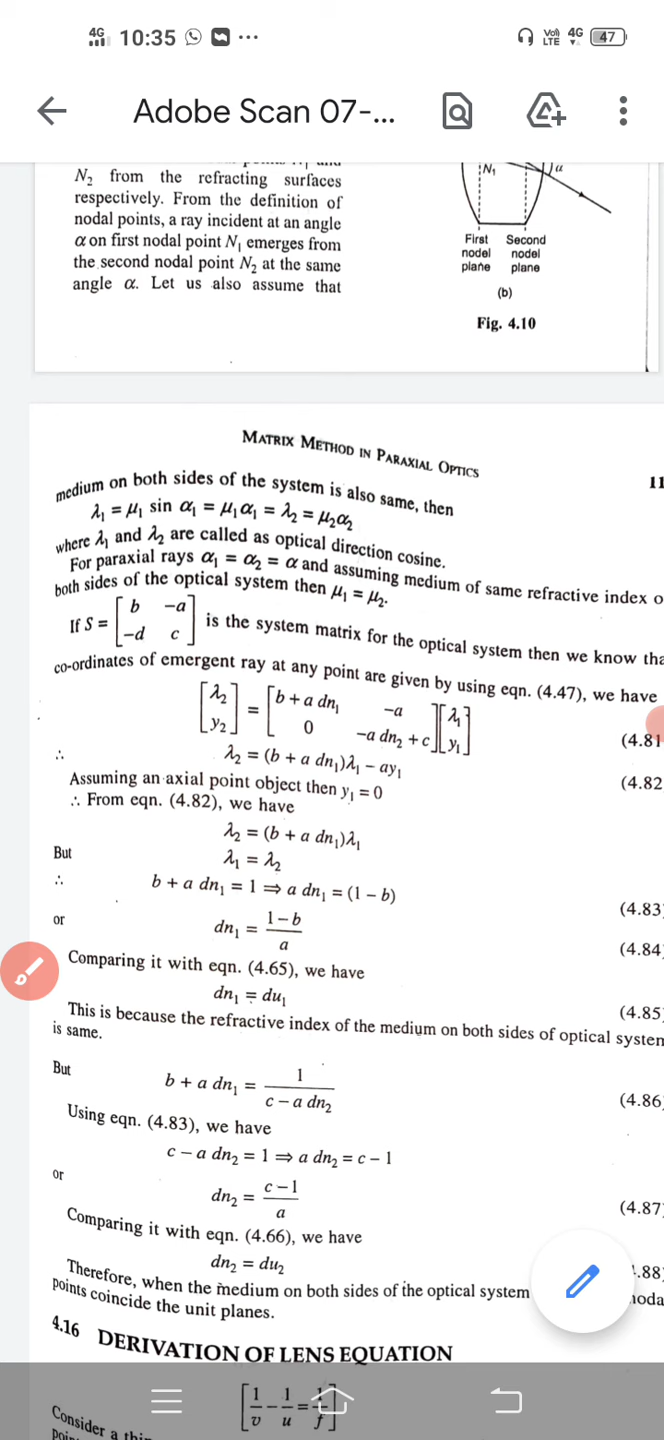 4G 10:35 ... Vo) LTE 4G 47
Adobe Scan 07-...
N₂ from the refracting surfaces
respectively. From the definition of
nodal points, a ray incident at an angle
α on first nodal point N₁ emerges from
the second nodal point N₂ at the same
angle α. Let us also assume that
N₁ α
First Second
nodel nodel
plane plane
(b)
Fig. 4.10
MATRIX METHOD IN PARAXIAL OPTICS
11
medium on both sides of the system is also same, then
λ₁ = μ₁ sin α₁ = μ₁α₁ = λ₂ = μ₂α₂
where λ₁ and λ₂ are called as optical direction cosine.
For paraxial rays α₁ = α₂ = α and assuming medium of same refractive index o
both sides of the optical system then μ₁ = μ₂.
If S = [b −a; −d c] is the system matrix for the optical system then we know tha
co-ordinates of emergent ray at any point are given by using eqn. (4.47), we have
[λ₂; y₂] = [b + a dn₁ −a; 0 −a dn₂ + c] [λ₁; y₁] (4.81
∴ λ₂ = (b + a dn₁)λ₁ − ay₁ (4.82
Assuming an axial point object then y₁ = 0
∴ From eqn. (4.82), we have
λ₂ = (b + a dn₁)λ₁
But λ₁ = λ₂
∴ b + a dn₁ = 1 ⇒ a dn₁ = (1 − b) (4.83)
or dn₁ = (1 − b)/a (4.84)
Comparing it with eqn. (4.65), we have
dn₁ = du₁ (4.85)
This is because the refractive index of the medium on both sides of optical system
is same.
But b + a dn₁ = 1/(c − a dn₂) (4.86)
Using eqn. (4.83), we have
c − a dn₂ = 1 ⇒ a dn₂ = c − 1
or dn₂ = (c − 1)/a (4.87)
Comparing it with eqn. (4.66), we have
dn₂ = du₂ .88)
Therefore, when the medium on both sides of the optical system noda
points coincide the unit planes.
4.16 DERIVATION OF LENS EQUATION
[1/v − 1/u = 1/f]
Consider a thi